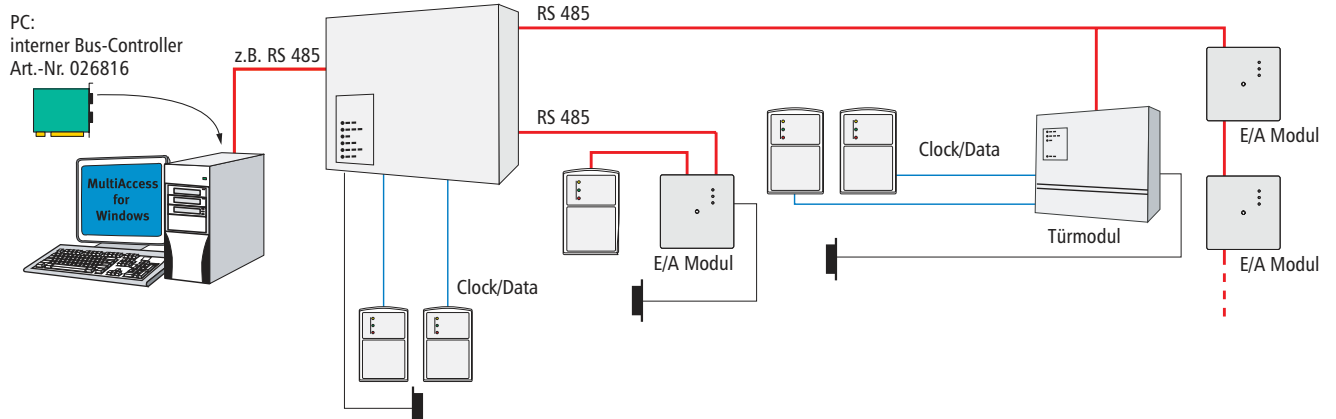 PC:
interner Bus-Controller
Art.-Nr. 026816
z.B. RS 485
RS 485
RS 485
MultiAccess
for
Windows
Clock/Data
E/A Modul
Clock/Data
Türmodul
E/A Modul
E/A Modul